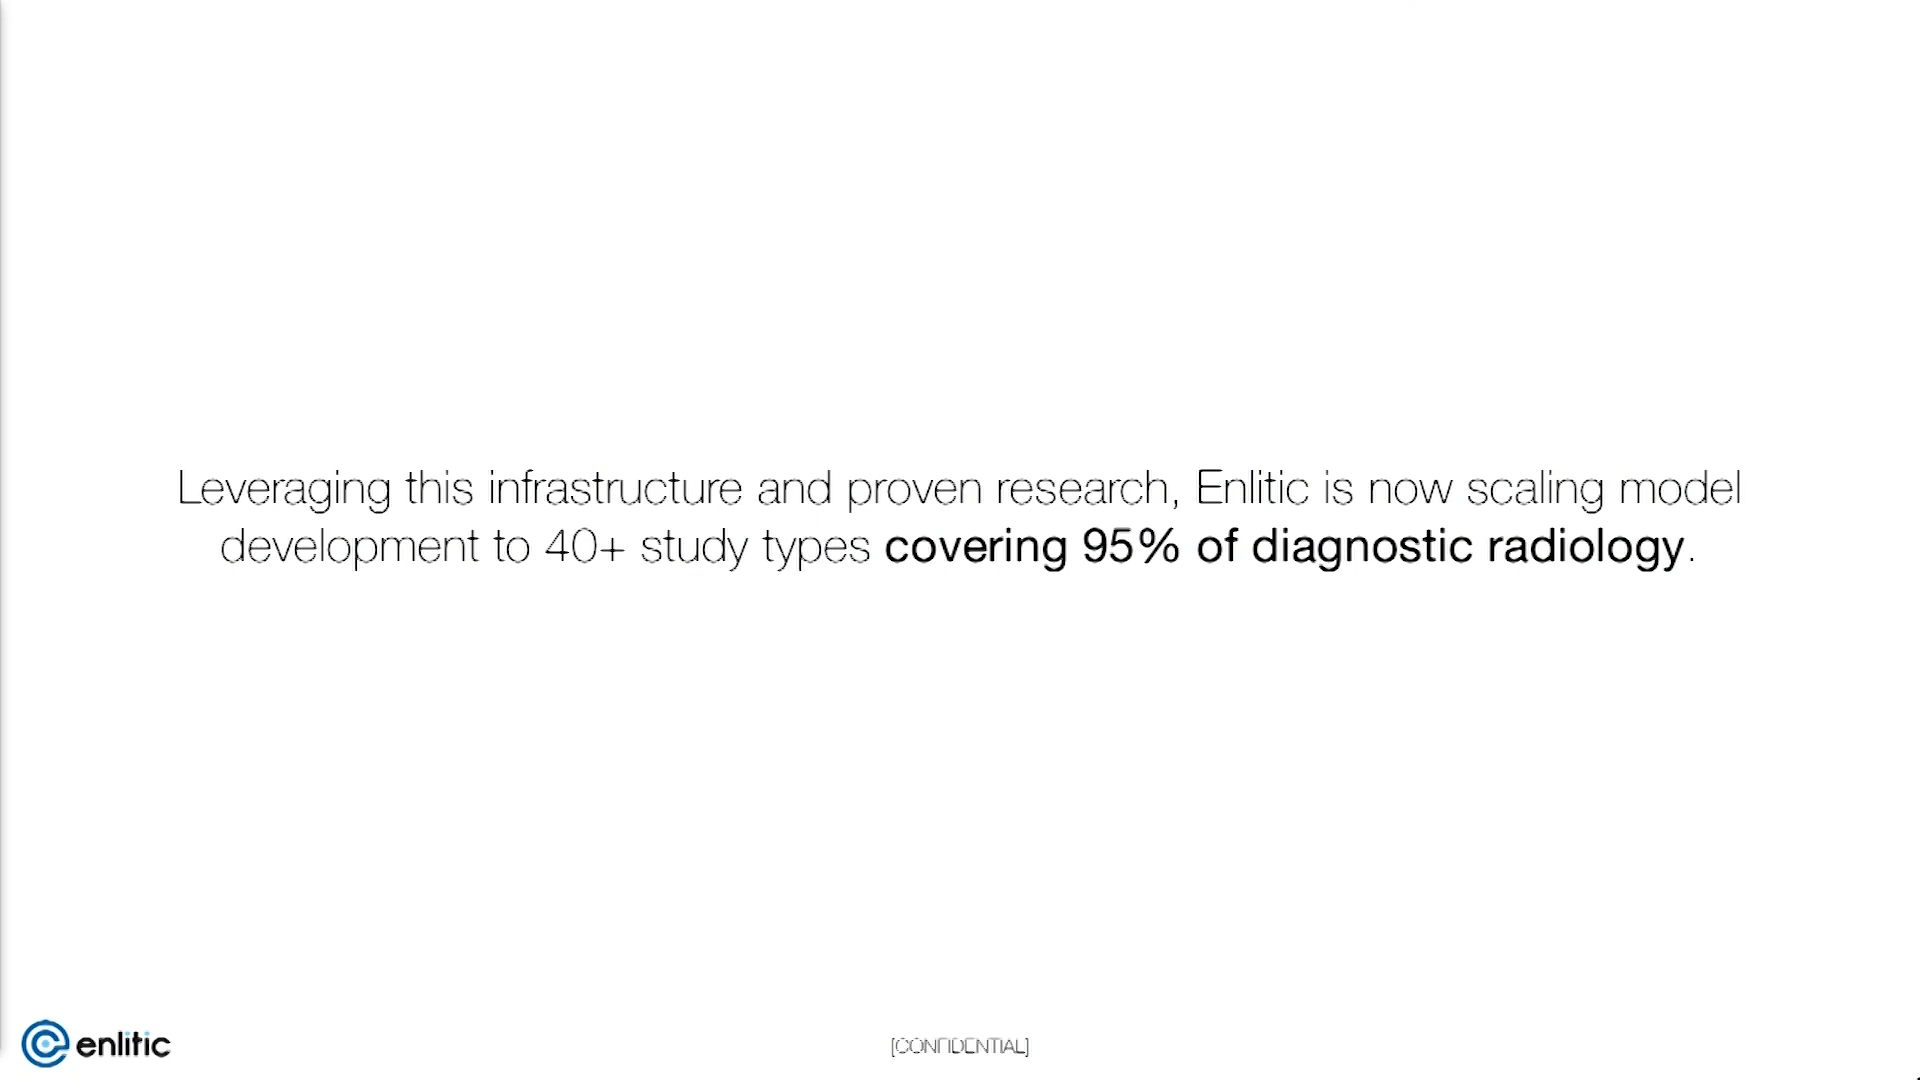 Leveraging this infrastructure and proven research, Enlitic is now scaling model
development to 40+ study types covering 95% of diagnostic radiology.
enlitic
[CONFIDENTIAL]